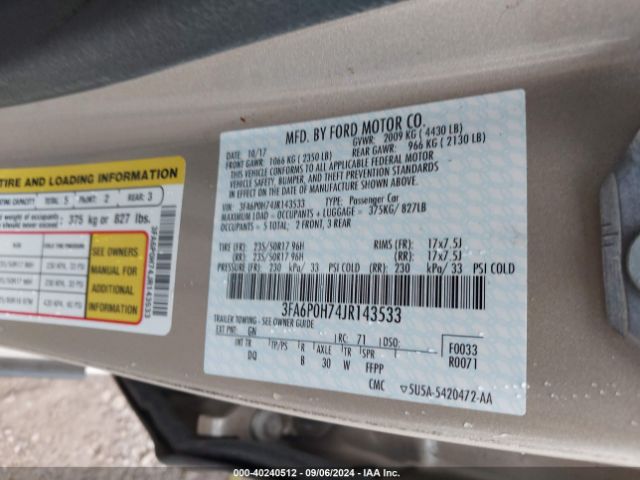 MFD. BY FORD MOTOR CO.
10/17 GVWR: 2009 KG ( 4430 LB)
FRONT GAWR: 1066 KG ( 2350 LB) REAR GAWR: 966 KG ( 2130 LB)
THIS VEHICLE CONFORMS TO ALL APPLICABLE FEDERAL MOTOR
VEHICLE SAFETY, BUMPER, AND THEFT PREVENTION STANDARDS
IN EFFECT ON THE DATE OF MANUFACTURE SHOWN ABOVE.
VIN: 3FA6P0H74JR143533 TYPE: Passenger Car
MAXIMUM LOAD = OCCUPANTS + LUGGAGE = 375KG/ 827LB
OCCUPANTS = 5 TOTAL: 2 FRONT, 3 REAR
TIRE (FR): 235/50R17 96H RIMS (FR): 17x7.5J
(RR): 235/50R17 96H (RR): 17x7.5J
PRESSURE (FR): 230 kPa/ 33 PSI COLD (RR): 230 kPa/ 33 PSI COLD
3FA6P0H74JR143533
TRAILER TOWING - SEE OWNER GUIDE
EXT PNT: GN RC: 71 DSO: F0033
INT TR TP/PS R AXLE TR SPR R0071
DQ B 30 W FFPP
CMC 5U5A-5420472-AA
TIRE AND LOADING INFORMATION
SEATING CAPACITY Total: 5 Front: 2 Rear: 3
375 kg or 827 lbs.
SEE OWNERS
MANUAL FOR
ADDITIONAL
INFORMATION
3FA6P0H74JR143533
000-40240512 - 09/06/2024 - IAA Inc.